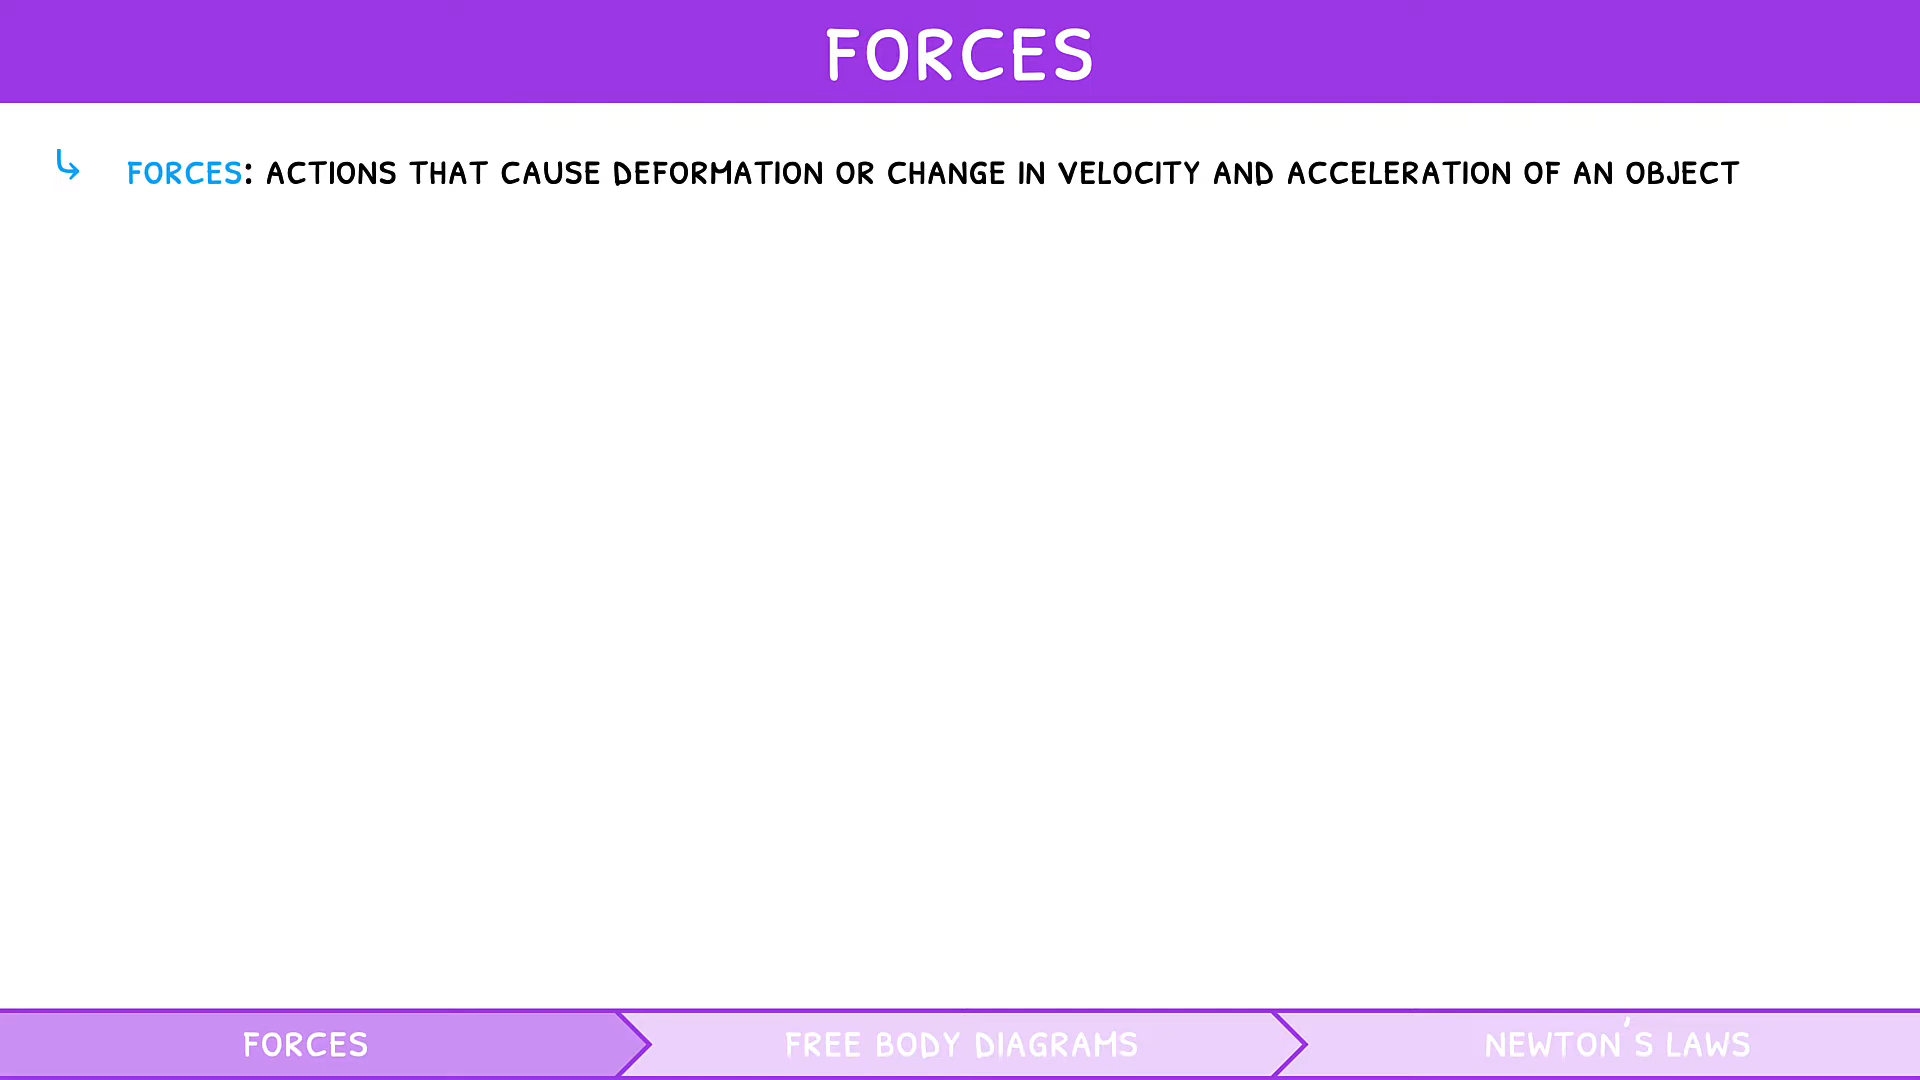 FORCES
FORCES: ACTIONS THAT CAUSE DEFORMATION OR CHANGE IN VELOCITY AND ACCELERATION OF AN OBJECT
FORCES
FREE BODY DIAGRAMS
NEWTON'S LAWS